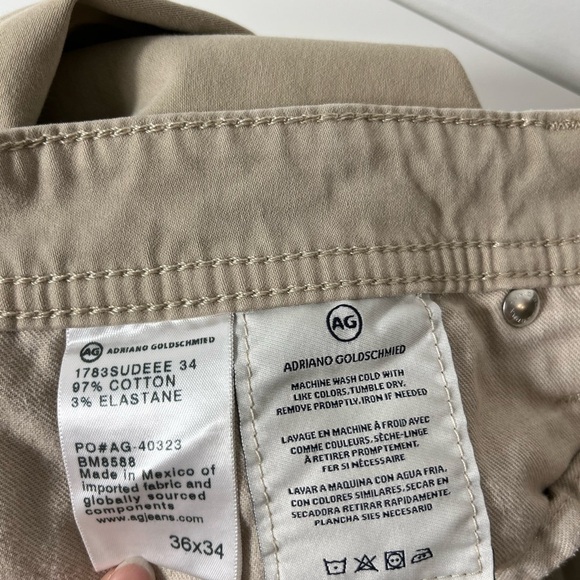 AG ADRIANO GOLDSCHMIED
1783SUDEEE 34
97% COTTON
3% ELASTANE
PO#AG-40323
BM8588
Made in Mexico of
imported fabric and
globally sourced
components
www.agjeans.com
36x34
AG
ADRIANO GOLDSCHMIED
MACHINE WASH COLD WITH
LIKE COLORS, TUMBLE DRY.
REMOVE PROMPTLY, IRON IF NEEDED
LAVAGE EN MACHINE À FROID AVEC
COMME COULEURS, SÈCHE-LINGE
À RETIRER PROMPTEMENT.
FER SI NÉCESSAIRE
LAVAR A MAQUINA CON AGUA FRIA.
CON COLORES SIMILARES, SECAR EN
SECADORA RETIRAR RAPIDAMENTE.
PLANCHA SIES NECESARIO